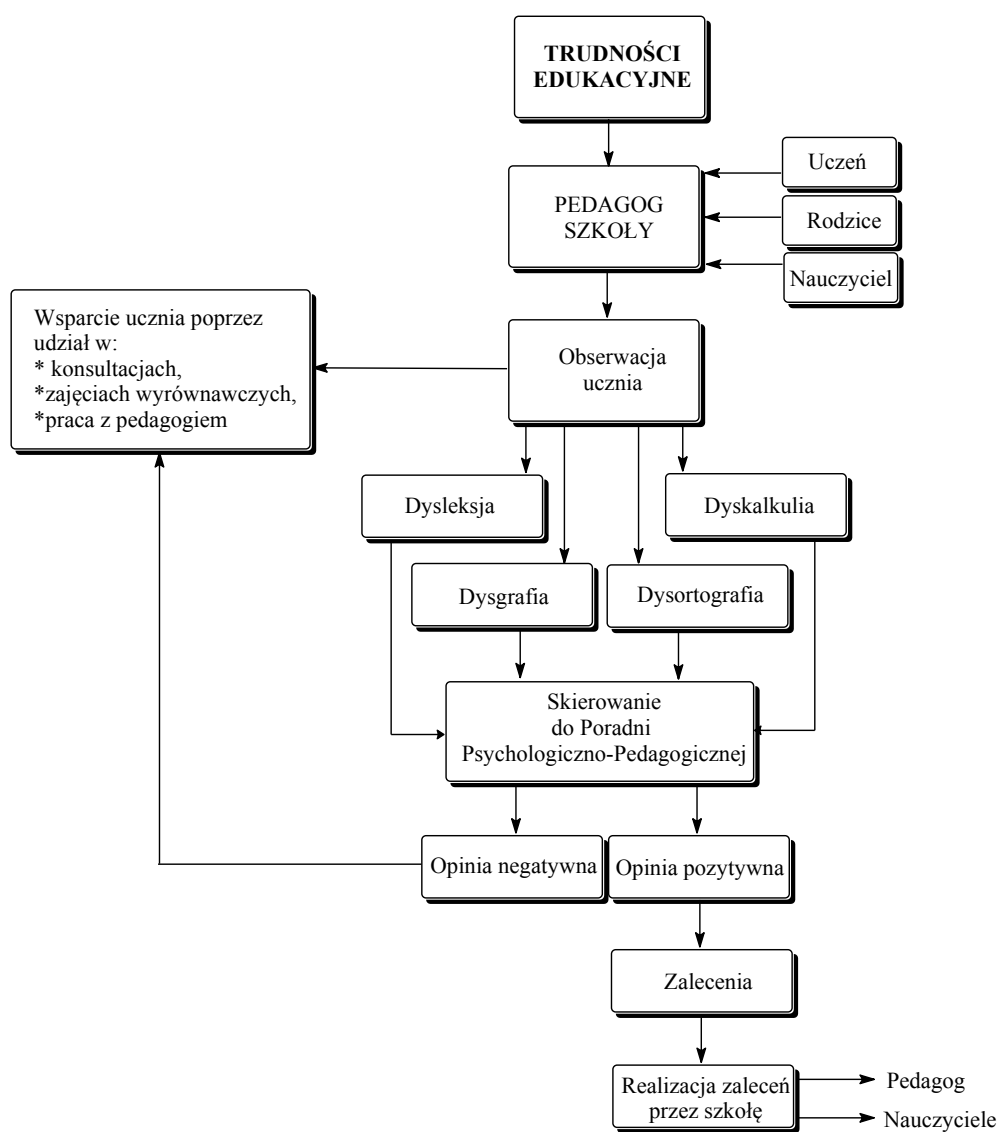 TRUDNOŚCI
EDUKACYJNE
PEDAGOG
SZKOŁY
Uczeń
Rodzice
Nauczyciel
Wsparcie ucznia poprzez
udział w:
* konsultacjach,
*zajęciach wyrównawczych,
*praca z pedagogiem
Obserwacja
ucznia
Dysleksja
Dyskalkulia
Dysgrafia
Dysortografia
Skierowanie
do Poradni
Psychologiczno-Pedagogicznej
Opinia negatywna
Opinia pozytywna
Zalecenia
Realizacja zaleceń
przez szkołę
Pedagog
Nauczyciele